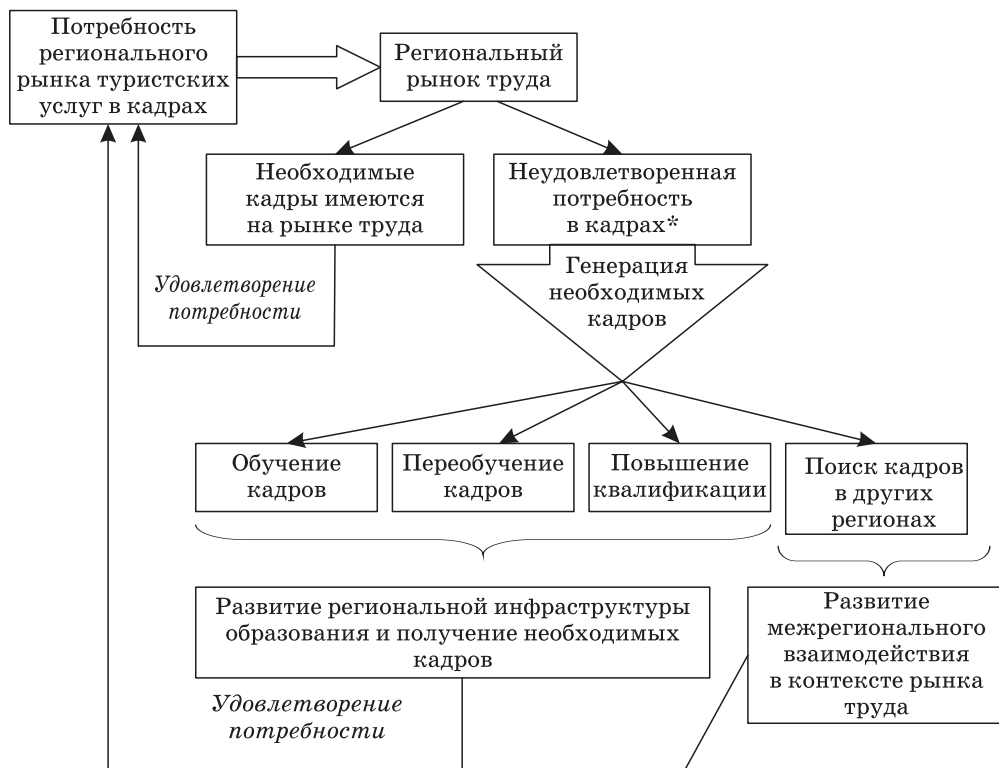 Потребность
регионального
рынка туристских
услуг в кадрах
Региональный
рынок труда
Необходимые
кадры имеются
на рынке труда
Неудовлетворенная
потребность
в кадрах*
Удовлетворение
потребности
Генерация
необходимых
кадров
Обучение
кадров
Переобучение
кадров
Повышение
квалификации
Поиск кадров
в других
регионах
Развитие региональной инфраструктуры
образования и получение необходимых
кадров
Развитие
межрегионального
взаимодействия
в контексте рынка
труда
Удовлетворение
потребности